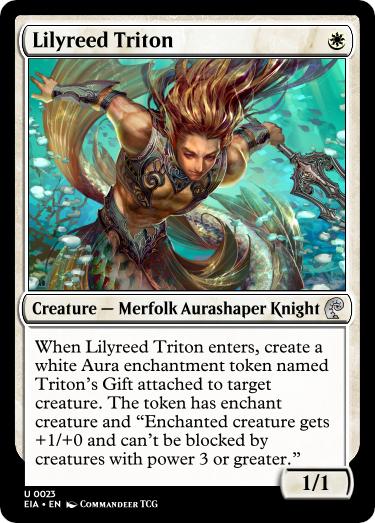 Lilyreed Triton
Creature — Merfolk Aurashaper Knight
When Lilyreed Triton enters, create a
white Aura enchantment token named
Triton's Gift attached to target
creature. The token has enchant
creature and “Enchanted creature gets
+1/+0 and can't be blocked by
creatures with power 3 or greater.”
1/1
U 0023
EIA • EN Commandeer TCG